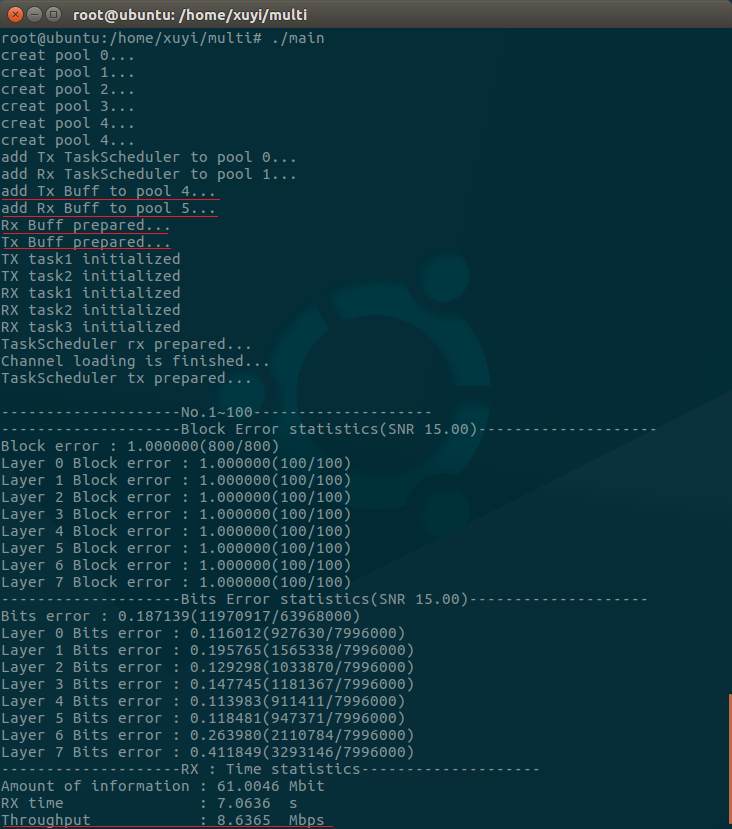 root@ubuntu: /home/xuyi/multi
root@ubuntu:/home/xuyi/multi# ./main
creat pool 0...
creat pool 1...
creat pool 2...
creat pool 3...
creat pool 4...
creat pool 4...
add Tx TaskScheduler to pool 0...
add Rx TaskScheduler to pool 1...
add Tx Buff to pool 4...
add Rx Buff to pool 5...
Rx Buff prepared...
Tx Buff prepared...
TX task1 initialized
TX task2 initialized
RX task1 initialized
RX task2 initialized
RX task3 initialized
TaskScheduler rx prepared...
Channel loading is finished...
TaskScheduler tx prepared...
--------------------No.1~100--------------------
--------------------Block Error statistics(SNR 15.00)--------------------
Block error : 1.000000(800/800)
Layer 0 Block error : 1.000000(100/100)
Layer 1 Block error : 1.000000(100/100)
Layer 2 Block error : 1.000000(100/100)
Layer 3 Block error : 1.000000(100/100)
Layer 4 Block error : 1.000000(100/100)
Layer 5 Block error : 1.000000(100/100)
Layer 6 Block error : 1.000000(100/100)
Layer 7 Block error : 1.000000(100/100)
--------------------Bits Error statistics(SNR 15.00)--------------------
Bits error : 0.187139(11970917/63968000)
Layer 0 Bits error : 0.116012(927630/7996000)
Layer 1 Bits error : 0.195765(1565338/7996000)
Layer 2 Bits error : 0.129298(1033870/7996000)
Layer 3 Bits error : 0.147745(1181367/7996000)
Layer 4 Bits error : 0.113983(911411/7996000)
Layer 5 Bits error : 0.118481(947371/7996000)
Layer 6 Bits error : 0.263980(2110784/7996000)
Layer 7 Bits error : 0.411849(3293146/7996000)
--------------------RX : Time statistics--------------------
Amount of information : 61.0046 Mbit
RX time               : 7.0636  s
Throughput            : 8.6365  Mbps